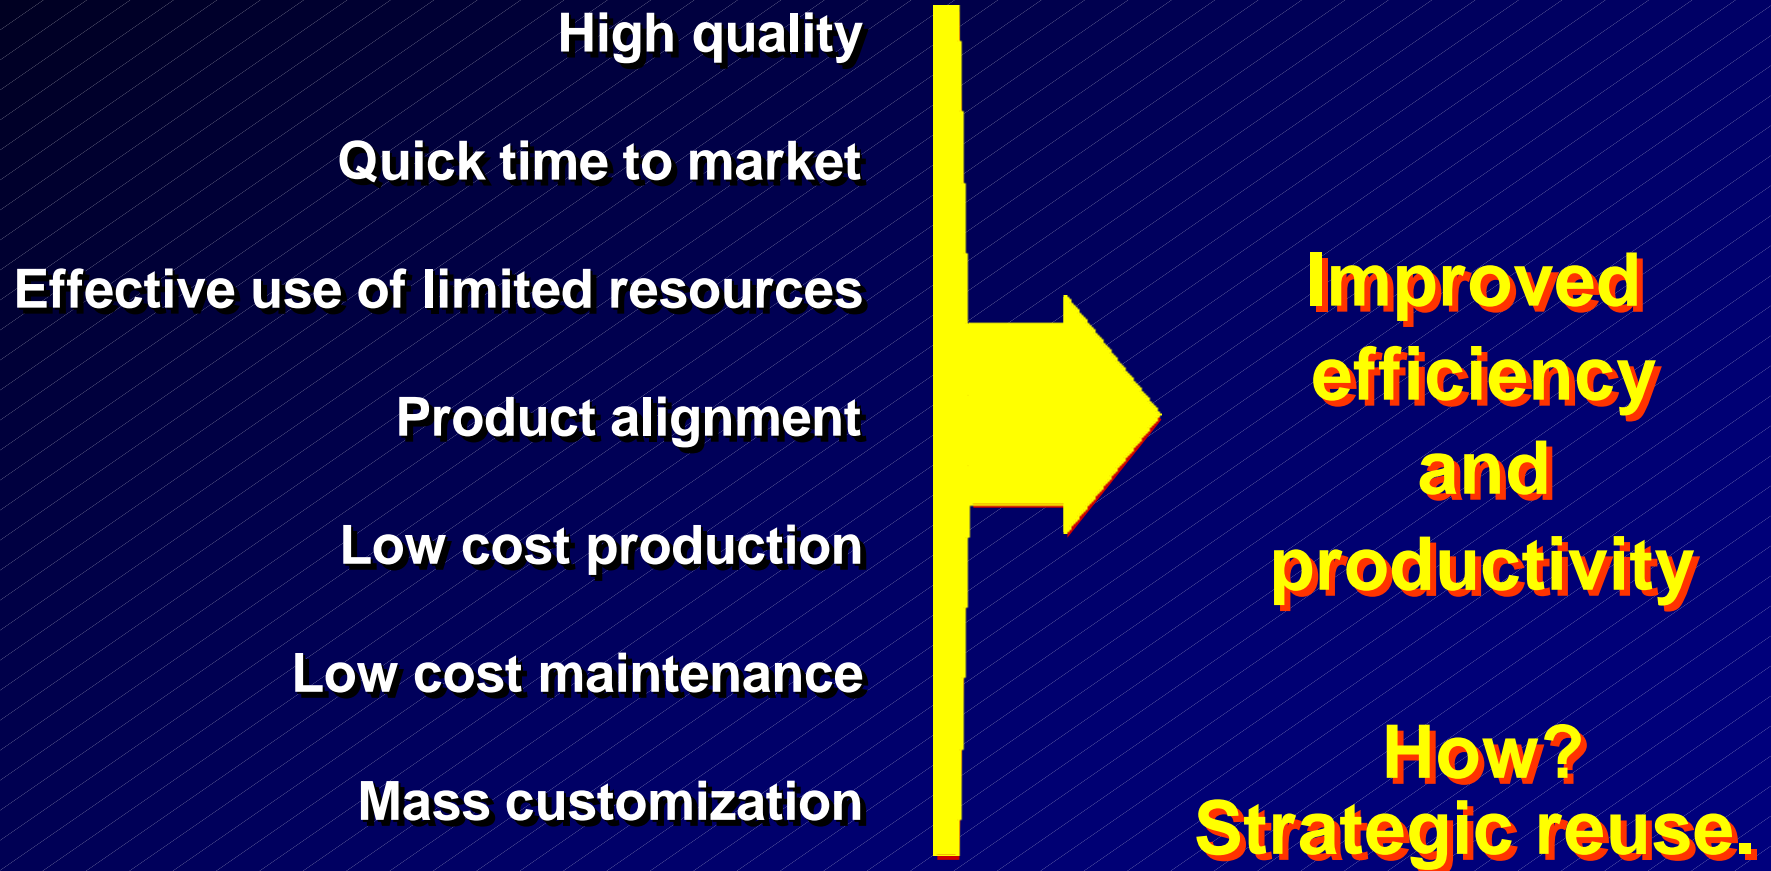 High quality
Quick time to market
Effective use of limited resources
Product alignment
Low cost production
Low cost maintenance
Mass customization
Improved
efficiency
and
productivity
How?
Strategic reuse.